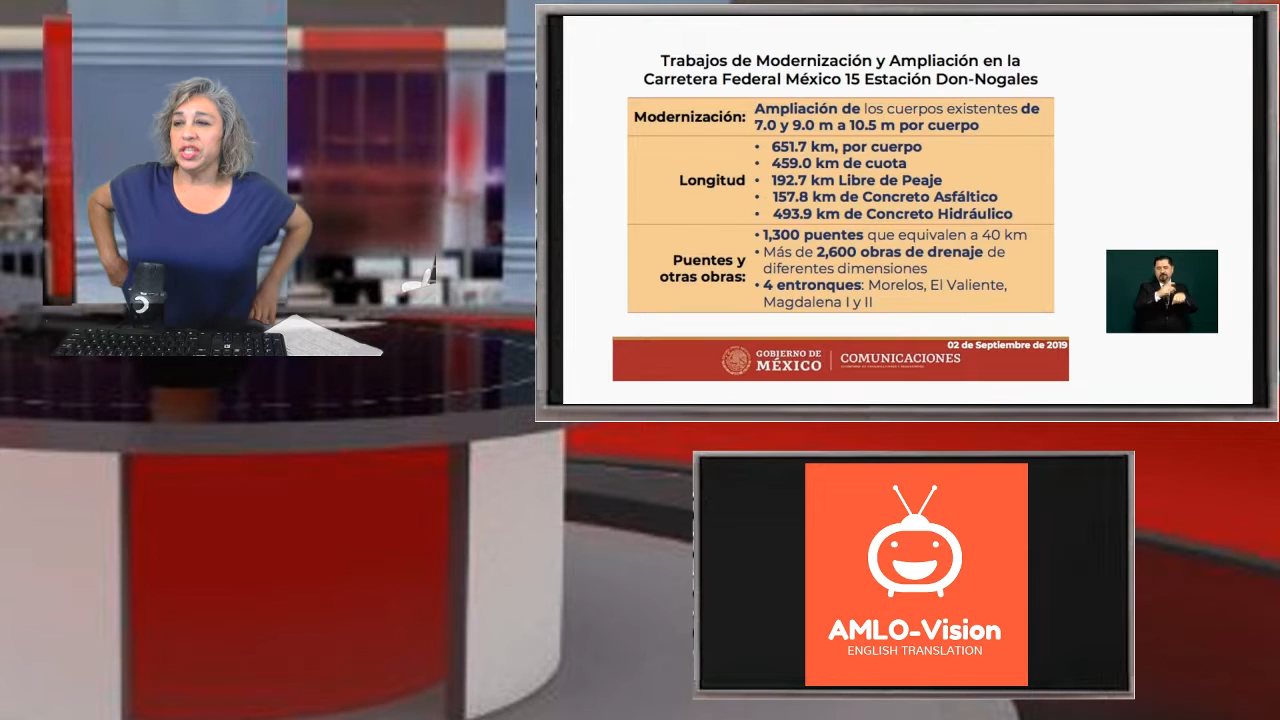 Trabajos de Modernización y Ampliación en la
Carretera Federal México 15 Estación Don-Nogales
Modernización:
Ampliación de los cuerpos existentes de
7.0 y 9.0 m a 10.5 m por cuerpo
Longitud
• 651.7 km, por cuerpo
• 459.0 km de cuota
• 192.7 km Libre de Peaje
• 157.8 km de Concreto Asfáltico
• 493.9 km de Concreto Hidráulico
Puentes y
otras obras:
• 1,300 puentes que equivalen a 40 km
• Más de 2,600 obras de drenaje de
diferentes dimensiones
• 4 entronques: Morelos, El Valiente,
Magdalena I y II
02 de Septiembre de 2019
GOBIERNO DE
MÉXICO
COMUNICACIONES
AMLO-Vision
ENGLISH TRANSLATION